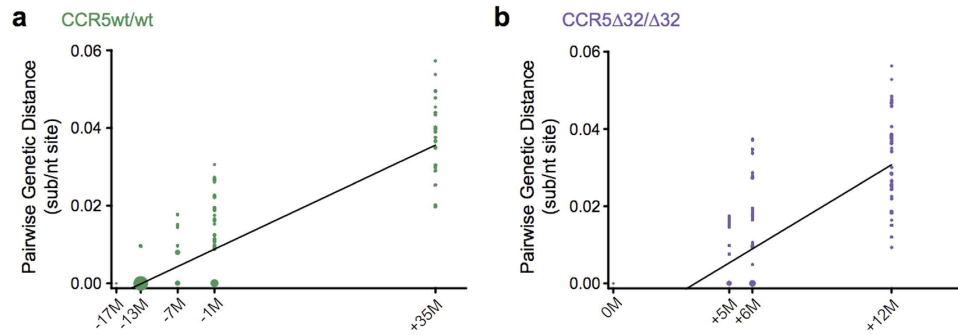 a CCR5wt/wt
Pairwise Genetic Distance
(sub/nt site)
0.06
0.04
0.02
0.00
-17M
-13M
-7M
-1M
+35M
b CCR5Δ32/Δ32
Pairwise Genetic Distance
(sub/nt site)
0.06
0.04
0.02
0.00
0M
+5M
+6M
+12M